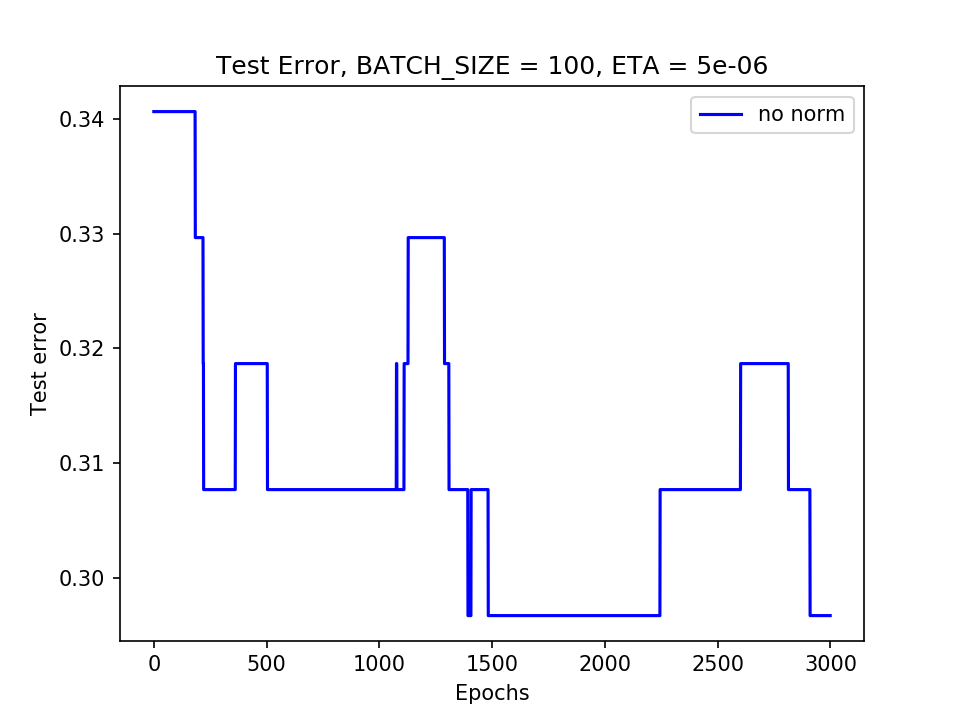 Test Error, BATCH_SIZE = 100, ETA = 5e-06
no norm
0.34
0.33
0.32
0.31
0.30
Test error
0 500 1000 1500 2000 2500 3000
Epochs